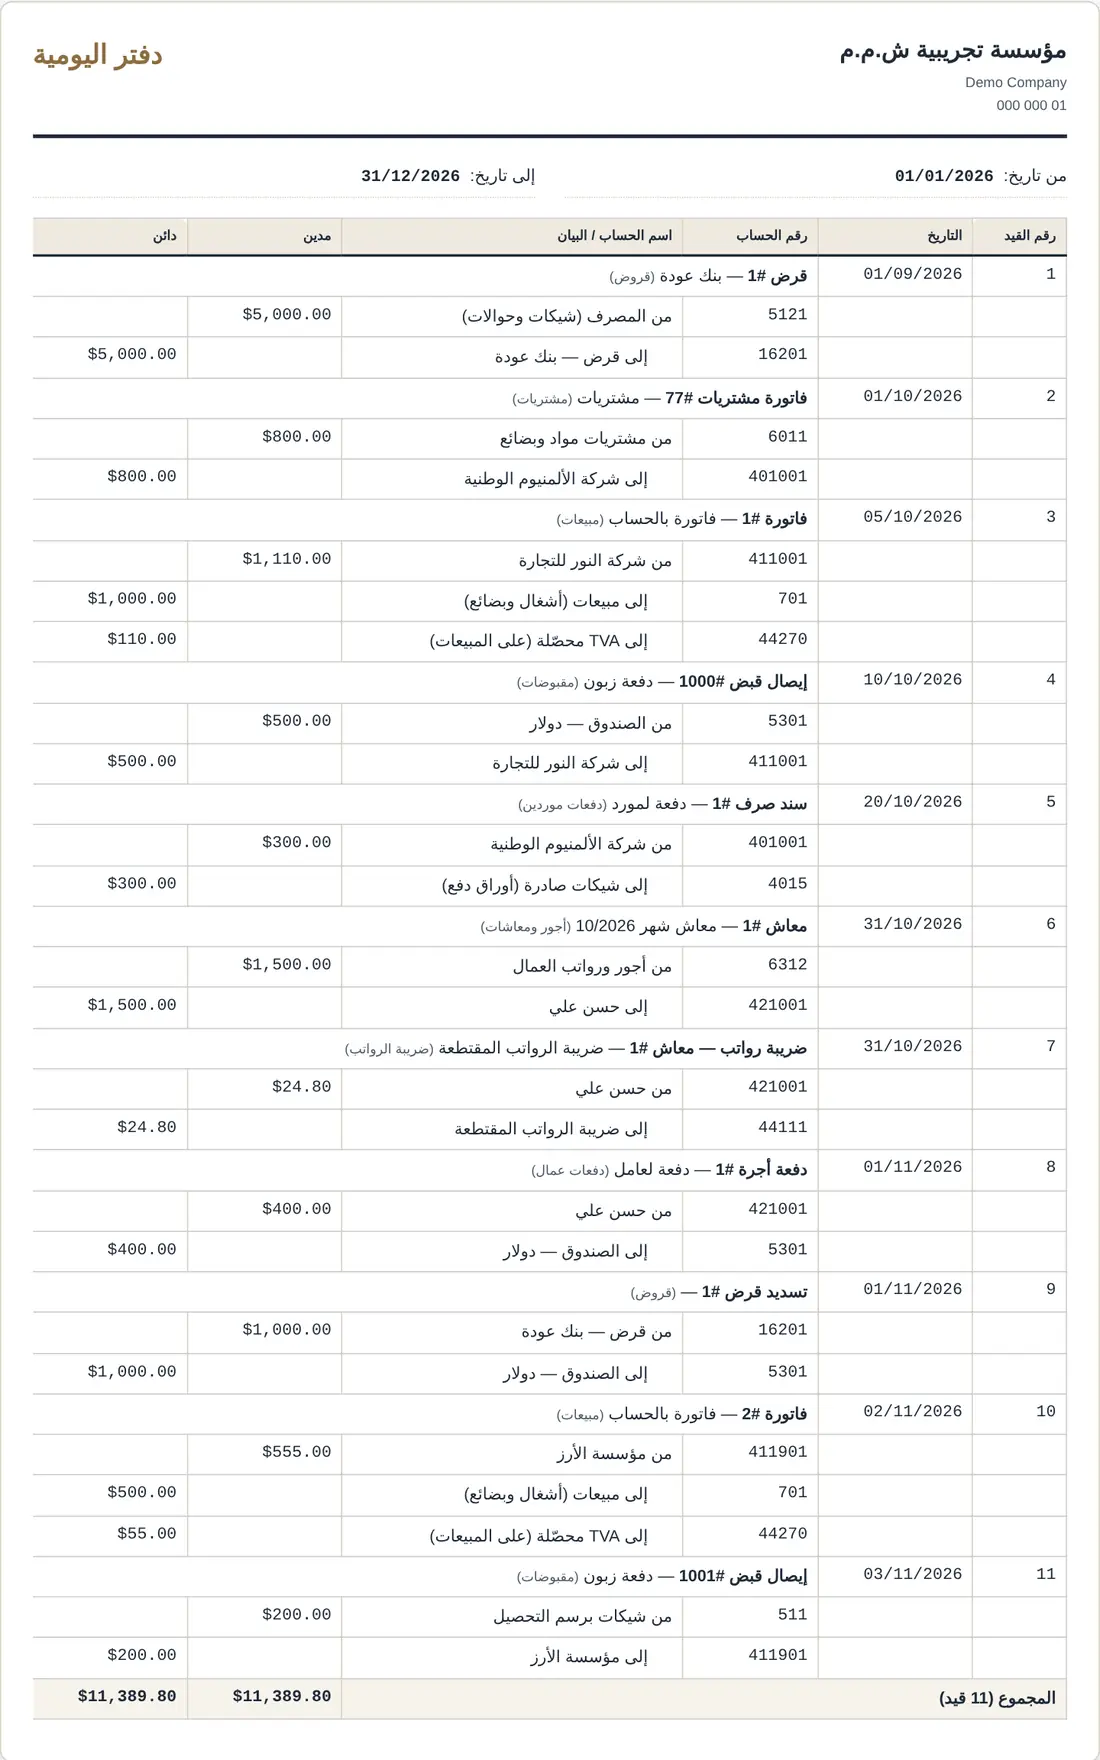 مؤسسة تجريبية ش.م.م
دفتر اليومية
Demo Company
000 000 01
من تاريخ: 01/01/2026 إلى تاريخ: 31/12/2026
رقم القيد التاريخ رقم الحساب اسم الحساب / البيان مدين دائن
1 01/09/2026 قرض #1 — بنك عودة (قروض)
5121 من المصرف (شيكات وحوالات) $5,000.00
16201 إلى قرض — بنك عودة $5,000.00
2 01/10/2026 فاتورة مشتريات #77 — مشتريات (مشتريات)
6011 من مشتريات مواد وبضائع $800.00
401001 إلى شركة الألمنيوم الوطنية $800.00
3 05/10/2026 فاتورة #1 — فاتورة بالحساب (مبيعات)
411001 من شركة النور للتجارة $1,110.00
701 إلى مبيعات (أشغال وبضائع) $1,000.00
44270 إلى TVA محصّلة (على المبيعات) $110.00
4 10/10/2026 إيصال قبض #1000 — دفعة زبون (مقبوضات)
5301 من الصندوق — دولار $500.00
411001 إلى شركة النور للتجارة $500.00
5 20/10/2026 سند صرف #1 — دفعة لمورد (دفعات موردين)
401001 من شركة الألمنيوم الوطنية $300.00
4015 إلى شيكات صادرة (أوراق دفع) $300.00
6 31/10/2026 معاش #1 — معاش شهر 10/2026 (أجور ومعاشات)
6312 من أجور ورواتب العمال $1,500.00
421001 إلى حسن علي $1,500.00
7 31/10/2026 ضريبة رواتب — معاش #1 — ضريبة الرواتب المقتطعة (ضريبة الرواتب)
421001 من حسن علي $24.80
44111 إلى ضريبة الرواتب المقتطعة $24.80
8 01/11/2026 دفعة أجرة #1 — دفعة لعامل (دفعات عمال)
421001 من حسن علي $400.00
5301 إلى الصندوق — دولار $400.00
9 01/11/2026 تسديد قرض #1 — (قروض)
16201 من قرض — بنك عودة $1,000.00
5301 إلى الصندوق — دولار $1,000.00
10 02/11/2026 فاتورة #2 — فاتورة بالحساب (مبيعات)
411901 من مؤسسة الأرز $555.00
701 إلى مبيعات (أشغال وبضائع) $500.00
44270 إلى TVA محصّلة (على المبيعات) $55.00
11 03/11/2026 إيصال قبض #1001 — دفعة زبون (مقبوضات)
511 من شيكات برسم التحصيل $200.00
411901 إلى مؤسسة الأرز $200.00
المجموع (11 قيد) $11,389.80 $11,389.80